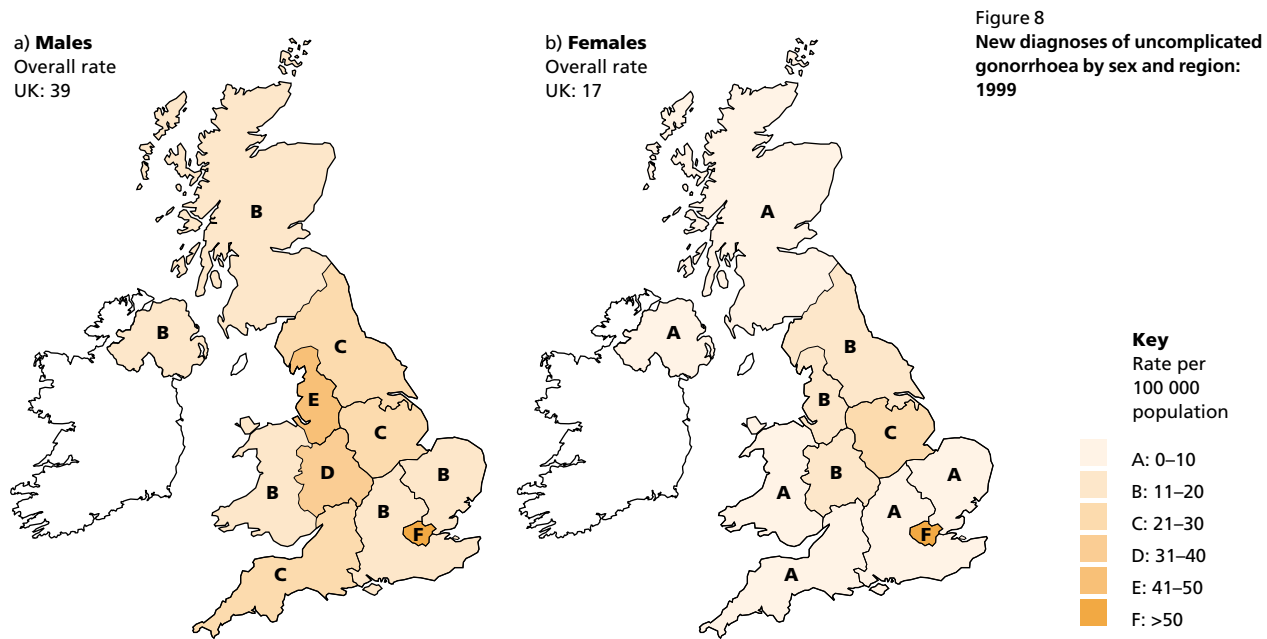 a) Males
Overall rate
UK: 39
B
B
C
E
C
D
B
B
B
F
C
b) Females
Overall rate
UK: 17
A
A
B
B
C
B
A
A
A
F
A
Figure 8
New diagnoses of uncomplicated
gonorrhoea by sex and region:
1999
Key
Rate per
100 000
population
A: 0–10
B: 11–20
C: 21–30
D: 31–40
E: 41–50
F: >50